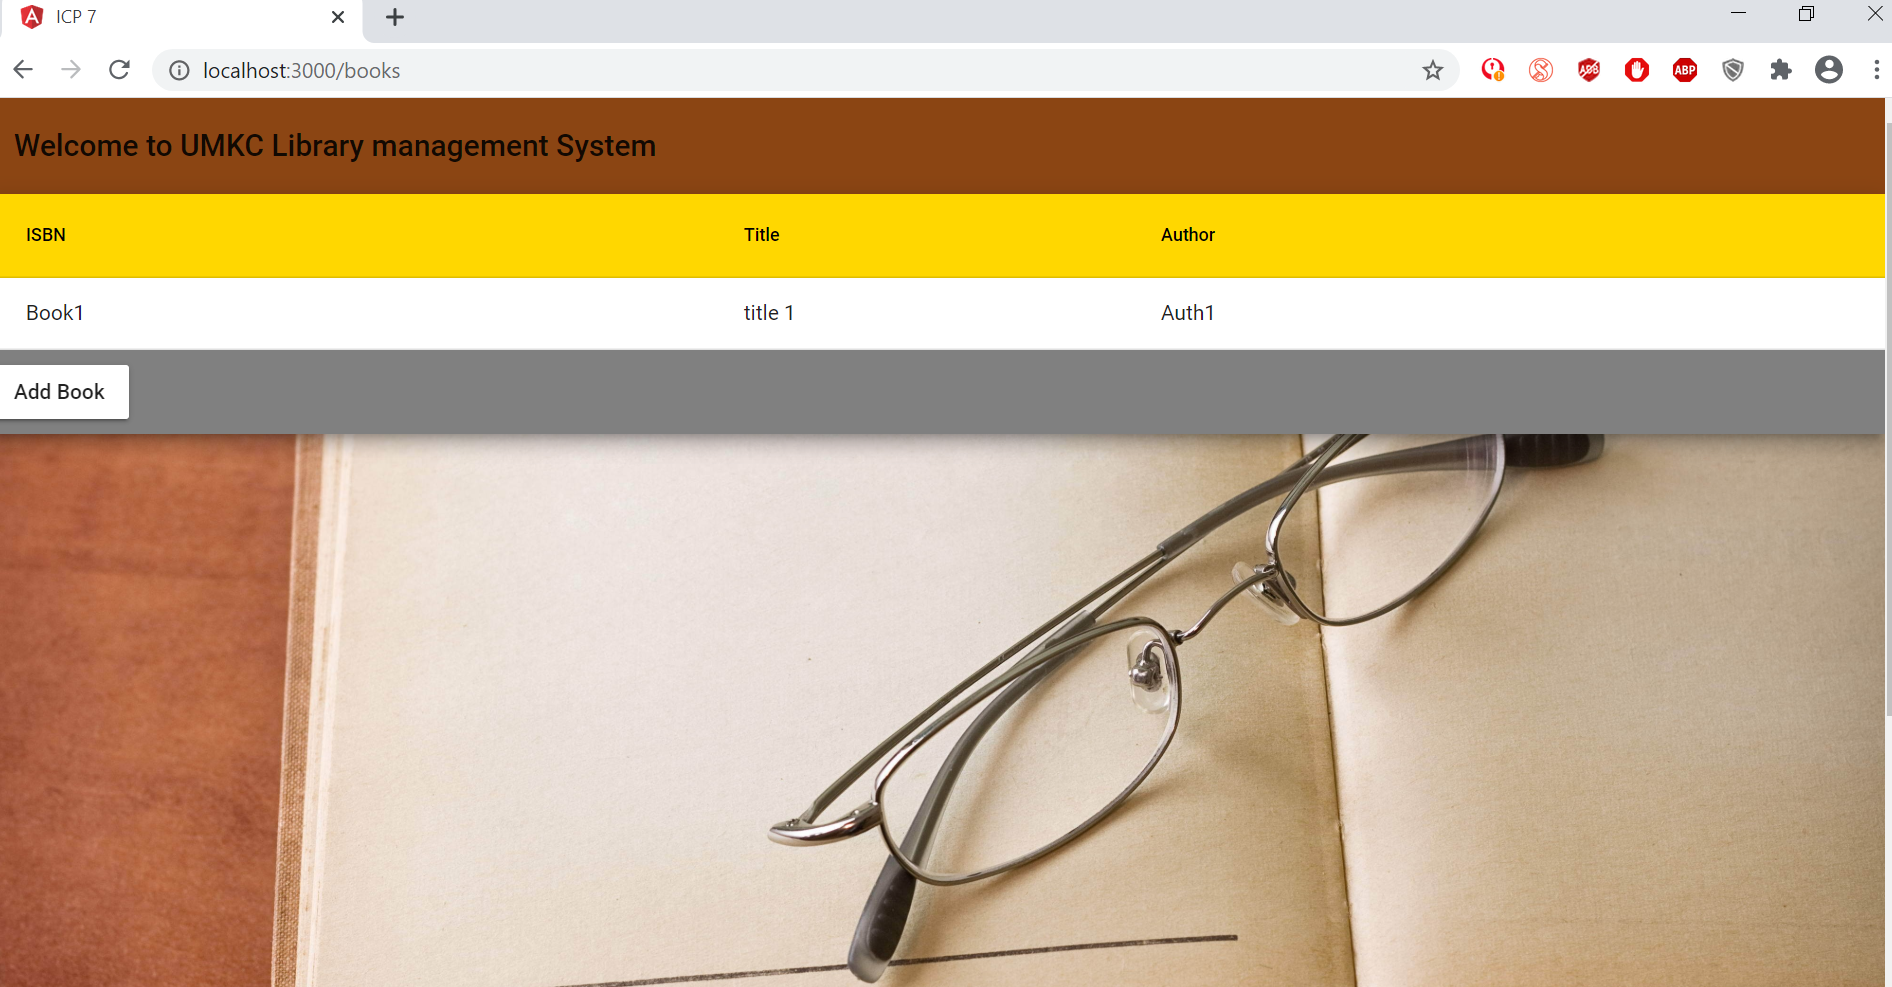 ICP 7
localhost:3000/books
ABP
Welcome to UMKC Library management System
ISBN Title Author
Book1 title 1 Auth1
Add Book